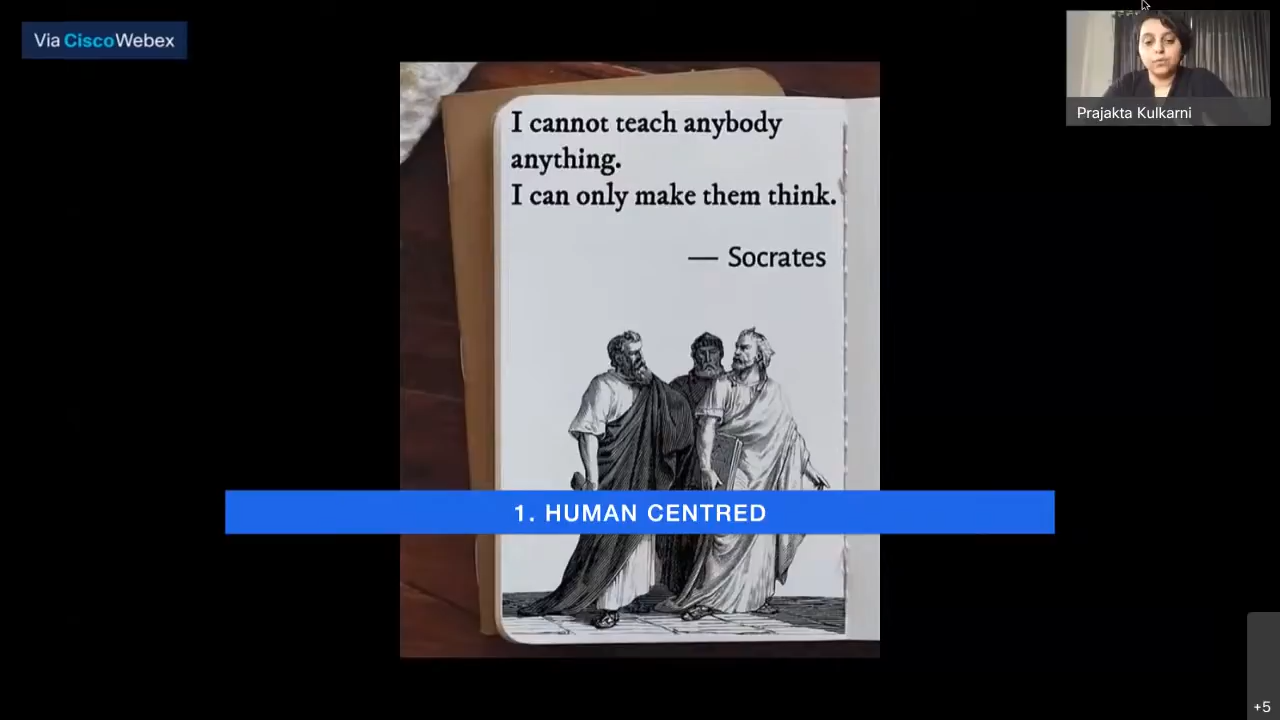 Via CiscoWebex
Prajakta Kulkarni
I cannot teach anybody
anything.
I can only make them think.
— Socrates
1. HUMAN CENTRED
+5